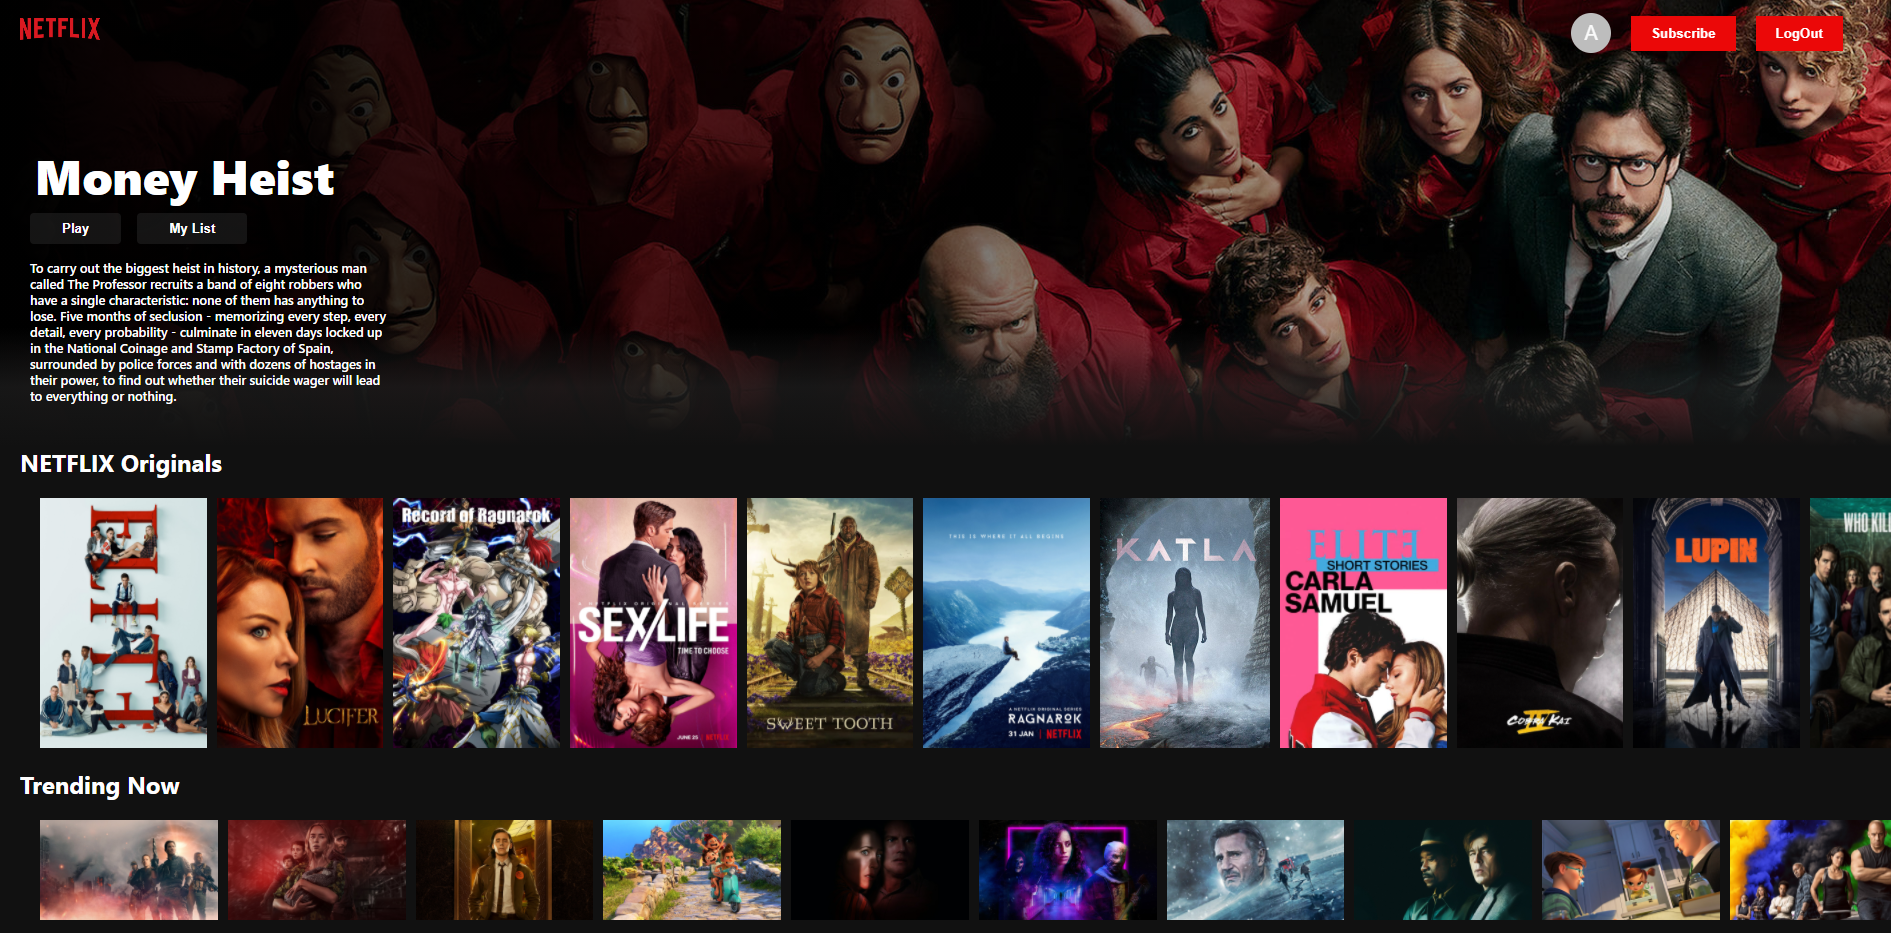 NETFLIX
A
Subscribe
LogOut
Money Heist
Play
My List
To carry out the biggest heist in history, a mysterious man
called The Professor recruits a band of eight robbers who
have a single characteristic: none of them has anything to
lose. Five months of seclusion - memorizing every step, every
detail, every probability - culminate in eleven days locked up
in the National Coinage and Stamp Factory of Spain,
surrounded by police forces and with dozens of hostages in
their power, to find out whether their suicide wager will lead
to everything or nothing.
NETFLIX Originals
ELITE
LUCIFER
Record of Ragnarok
A NETFLIX ORIGINAL SERIES
SEX/LIFE
TIME TO CHOOSE
JUNE 25 | NETFLIX
SWEET TOOTH
THIS IS WHERE IT ALL BEGINS
A NETFLIX ORIGINAL SERIES
RAGNAROK
31 JAN | NETFLIX
KATLA
ELITE
SHORT STORIES
CARLA
SAMUEL
COBRA KAI
LUPIN
WHO KIL
Trending Now